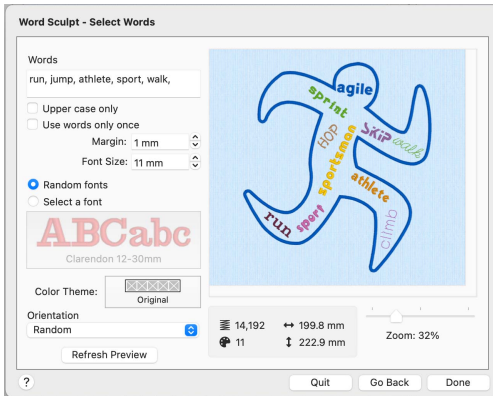 Word Sculpt - Select Words
Words
run, jump, athlete, sport, walk,
Upper case only
Use words only once
Margin: 1 mm
Font Size: 11 mm
Random fonts
Select a font
ABCabc
Clarendon 12-30mm
Color Theme:
Original
Orientation
Random
Refresh Preview
agile
sprint
HOP
SKiP
walk
sportsman
athlete
run
sport
climb
14,192
199.8 mm
11
222.9 mm
Zoom: 32%
?
Quit
Go Back
Done